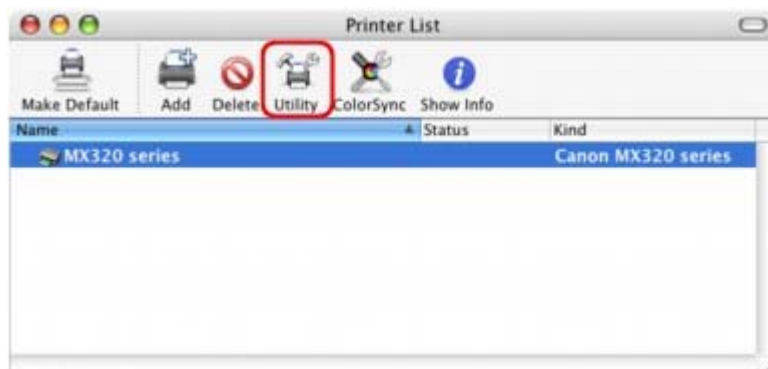 Printer List
Make Default Add Delete Utility ColorSync Show Info
Name Status Kind
MX320 series Canon MX320 series